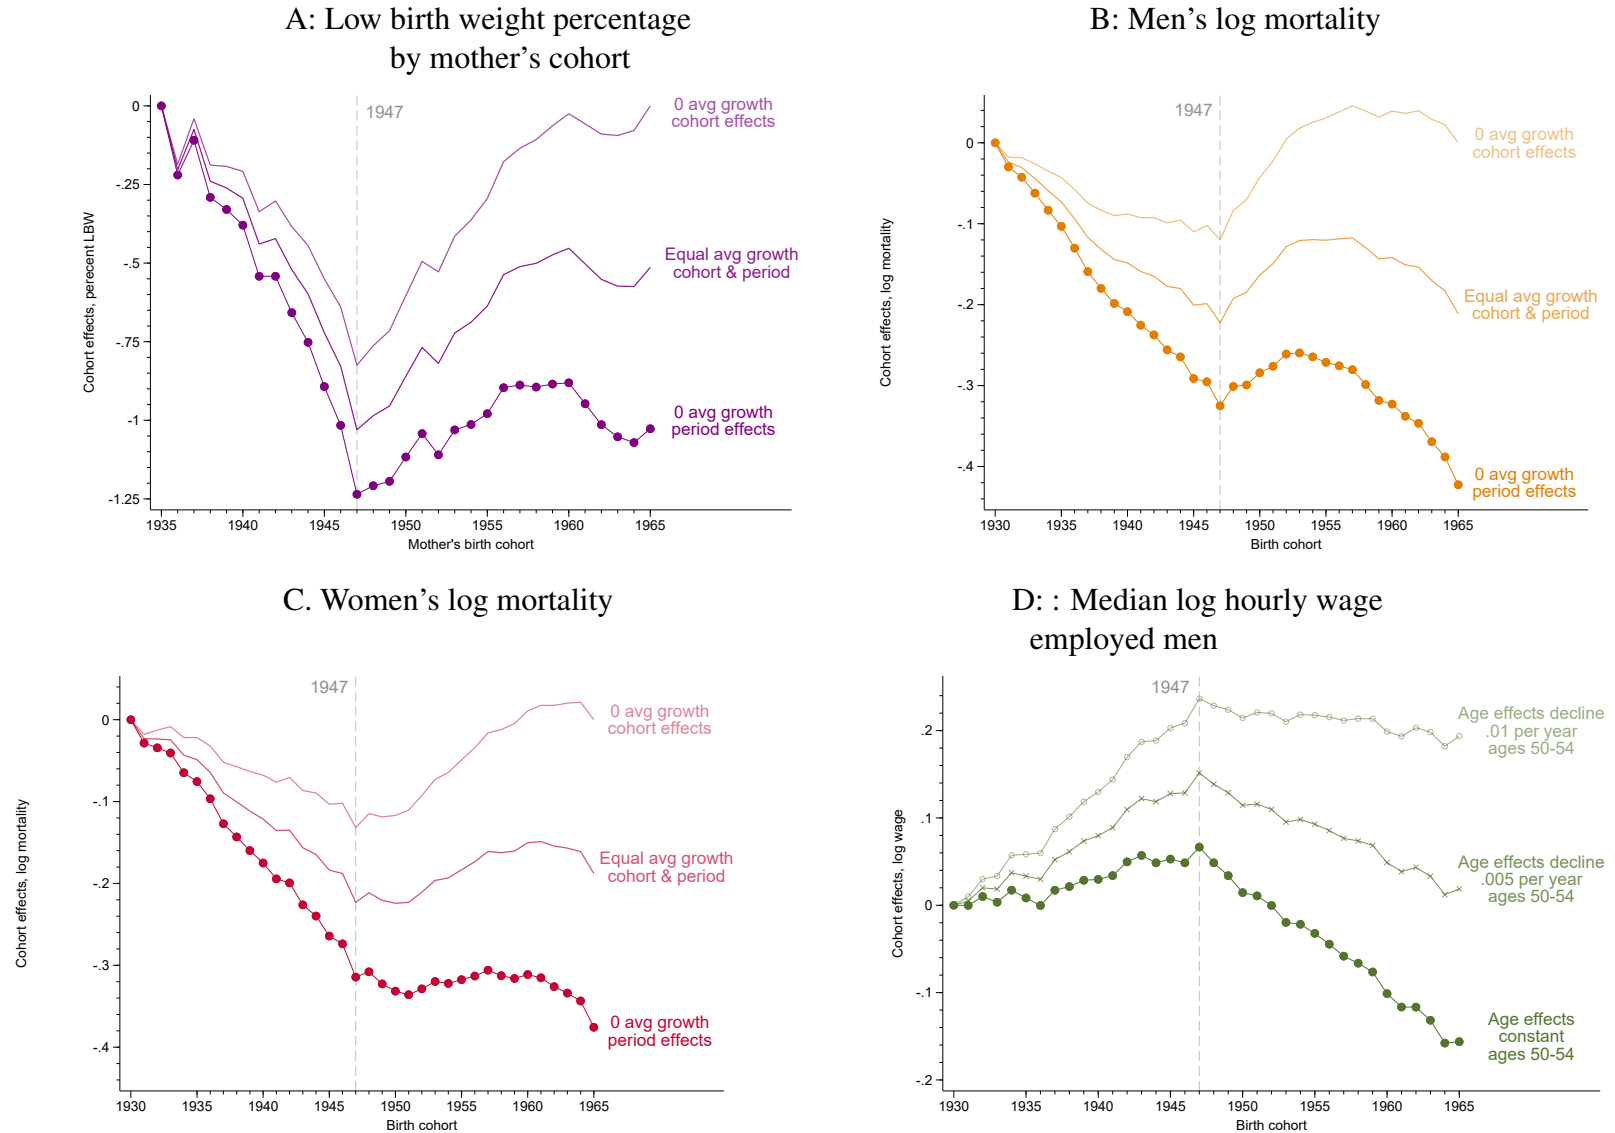 A: Low birth weight percentage
by mother's cohort
0
-.25
-.5
-.75
-1
-1.25
Cohort effects, precent LBW
1947
0 avg growth
cohort effects
Equal avg growth
cohort & period
0 avg growth
period effects
1935
1940
1945
1950
1955
1960
1965
Mother's birth cohort
B: Men's log mortality
0
-.1
-.2
-.3
-.4
Cohort effects, log mortality
1947
0 avg growth
cohort effects
Equal avg growth
cohort & period
0 avg growth
period effects
1930
1935
1940
1945
1950
1955
1960
1965
Birth cohort
C. Women's log mortality
0
-.1
-.2
-.3
-.4
Cohort effects, log mortality
1947
0 avg growth
cohort effects
Equal avg growth
cohort & period
0 avg growth
period effects
1930
1935
1940
1945
1950
1955
1960
1965
Birth cohort
D: : Median log hourly wage
employed men
.2
.1
0
-.1
-.2
Cohort effects, log wage
1947
Age effects decline
.01 per year
ages 50-54
Age effects decline
.005 per year
ages 50-54
Age effects
constant
ages 50-54
1930
1935
1940
1945
1950
1955
1960
1965
Birth cohort